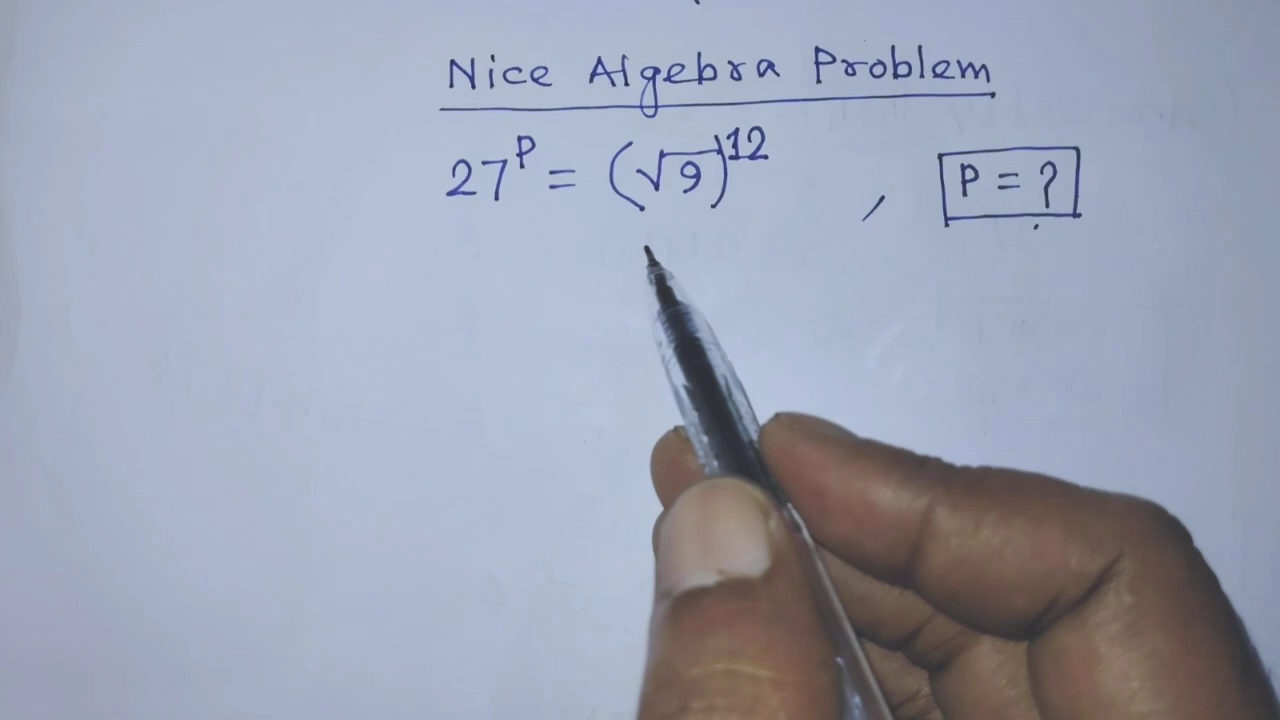 Nice Algebra Problem
27^P = (√9)^12 , P = ?